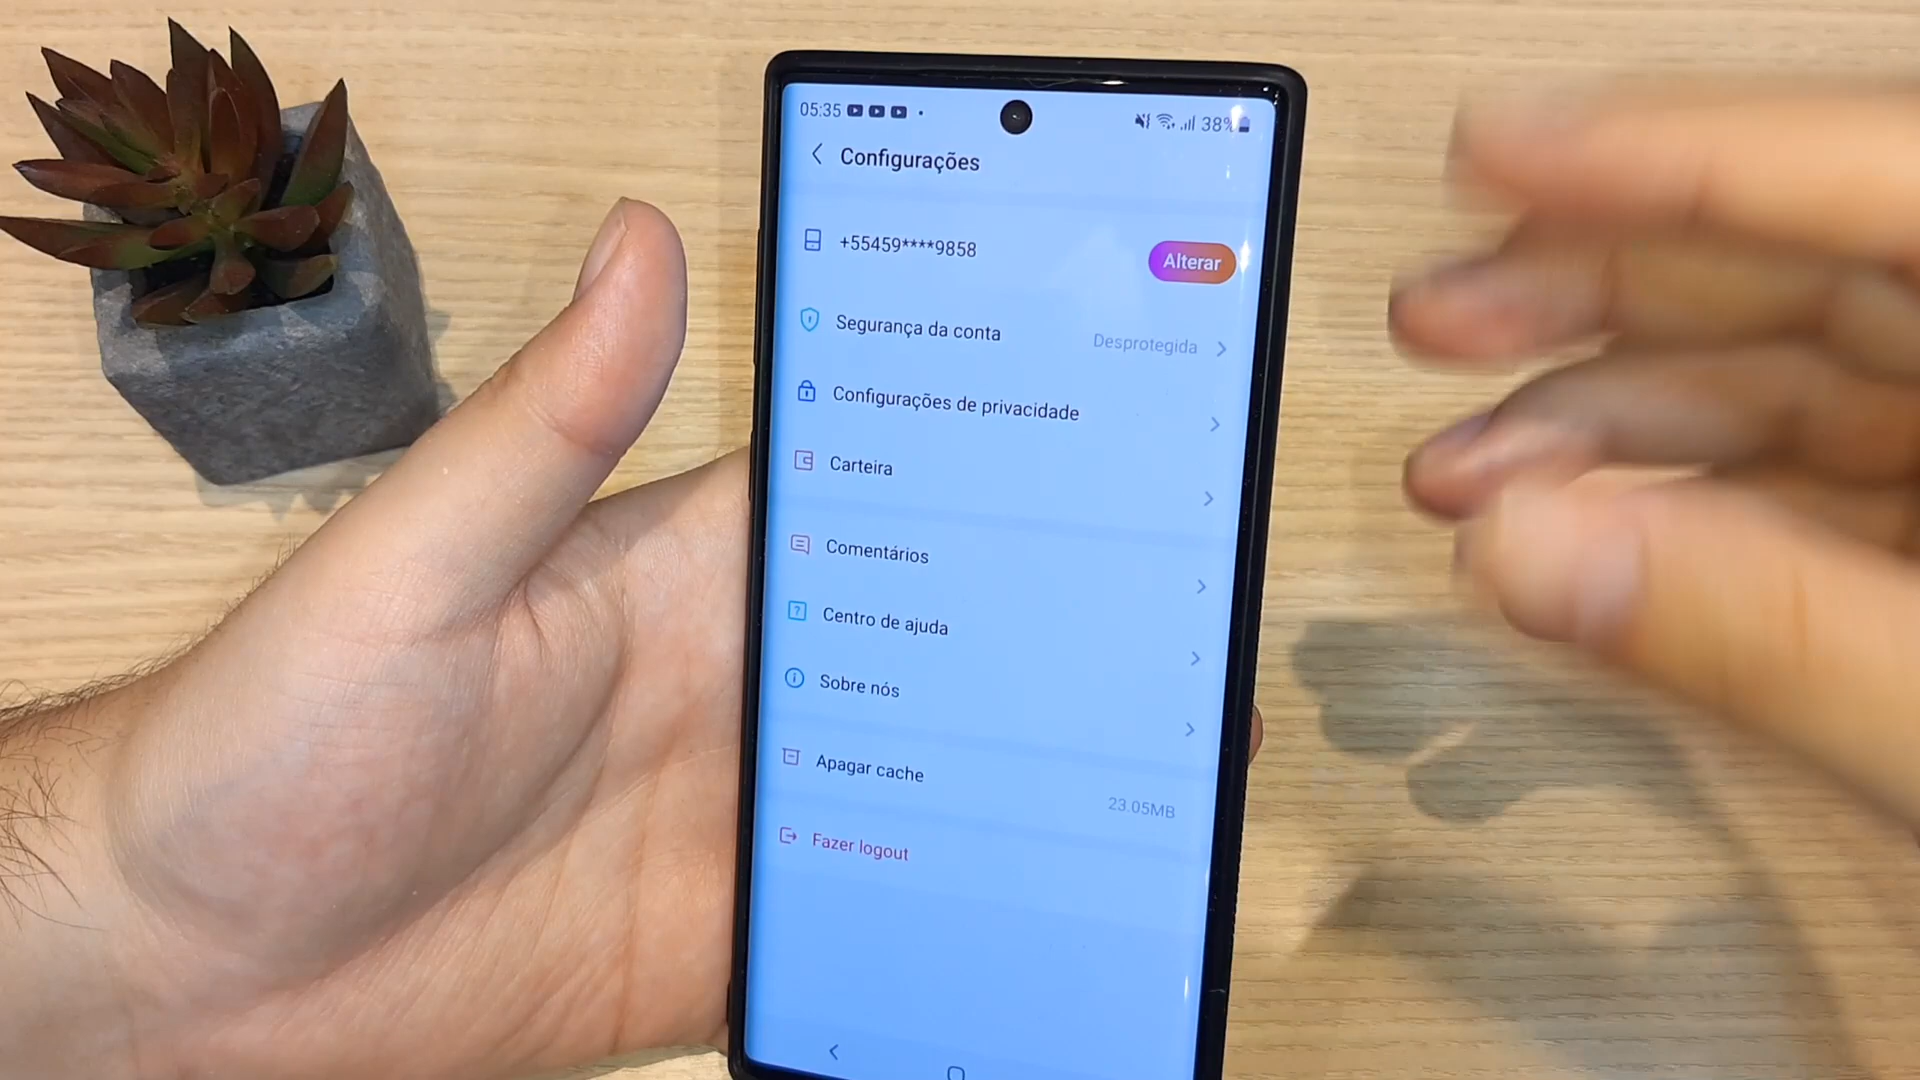 05:35
38%
Configurações
+55459****9858
Alterar
Segurança da conta
Desprotegida
Configurações de privacidade
Carteira
Comentários
Centro de ajuda
Sobre nós
Apagar cache
23.05MB
Fazer logout